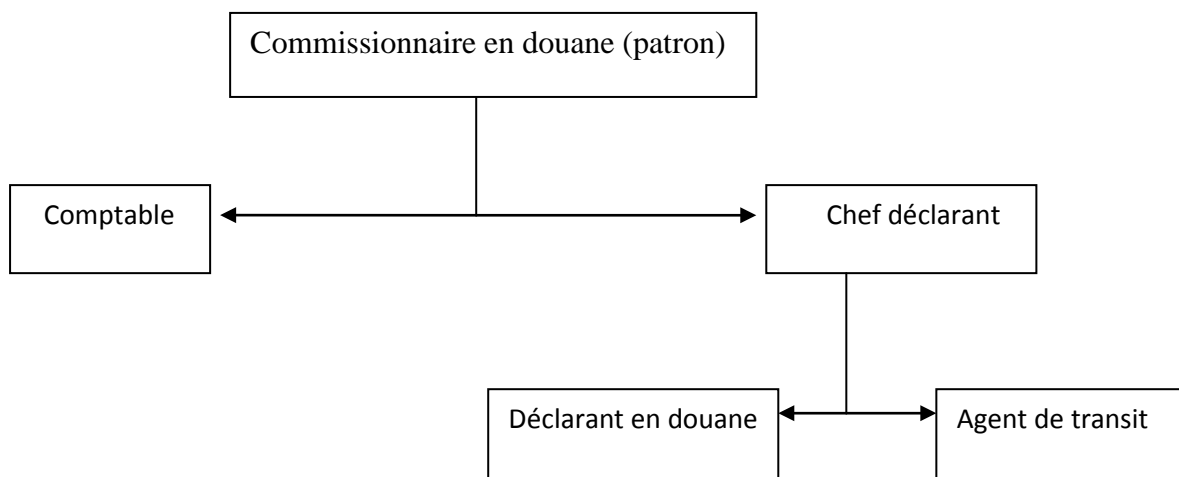 Commissionnaire en douane (patron)
Comptable
Chef déclarant
Déclarant en douane
Agent de transit